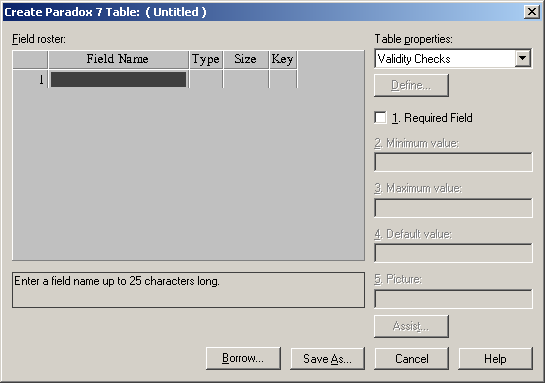 Create Paradox 7 Table: ( Untitled )
Field roster:
Field Name Type Size Key
1
Enter a field name up to 25 characters long.
Table properties:
Validity Checks
Define...
1. Required Field
2. Minimum value:
3. Maximum value:
4. Default value:
5. Picture:
Assist...
Borrow... Save As... Cancel Help